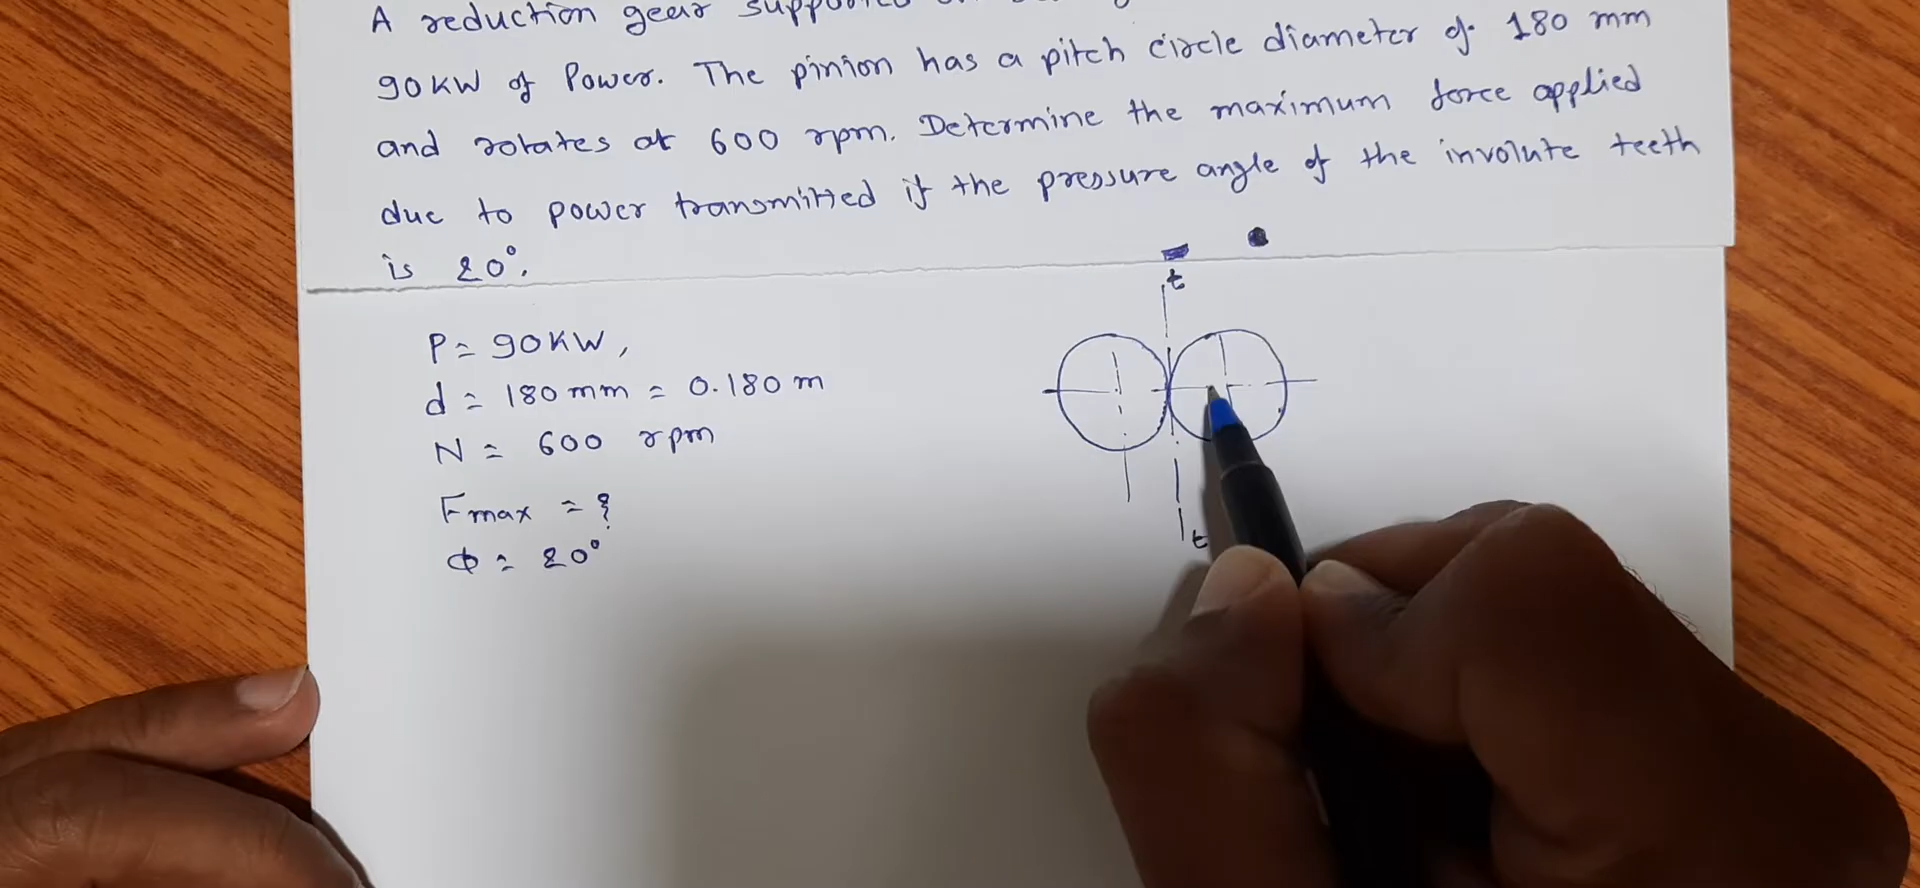 A reduction gear supported on
90KW of Power. The pinion has a pitch circle diameter of 180 mm
and rotates at 600 rpm. Determine the maximum force applied
due to power transmitted if the pressure angle of the involute teeth
is 20°.
P = 90KW,
d = 180 mm = 0.180 m
N = 600 rpm
Fmax = ?
Φ = 20°
t
t